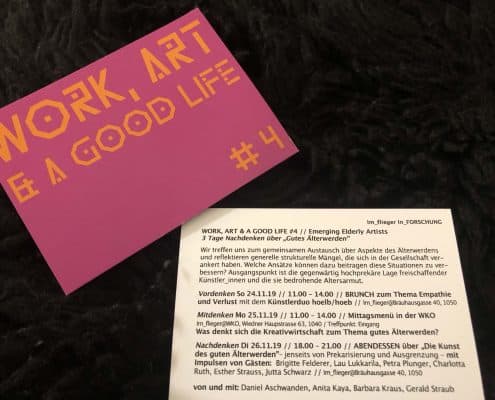 WORK, ART
& A GOOD LIFE
#4
im_flieger in_FORSCHUNG
WORK, ART & A GOOD LIFE #4 // Emerging Elderly Artists
3 Tage Nachdenken über „Gutes Älterwerden"
Wir treffen uns zum gemeinsamen Austausch über Aspekte des Älterwerdens
und reflektieren generelle strukturelle Mängel, die sich in der Gesellschaft ver-
ankert haben. Welche Ansätze können dazu beitragen diese Situationen zu ver-
bessern? Ausgangspunkt ist die gegenwärtig hochprekäre Lage freischaffender
Künstler_innen und die sie bedrohende Altersarmut.
Vordenken So 24.11.19 // 11.00 - 14.00 // BRUNCH zum Thema Empathie
und Verlust mit dem Künstlerduo hoelb/hoeb // im_flieger@Bräuhausgasse 40, 1050
Mitdenken Mo 25.11.19 // 11.00 - 14.00 // Mittagsmenü in der WKO
im_flieger@WKO, Wiedner Hauptstrasse 63, 1040 / Treffpunkt: Eingang
Was denkt sich die Kreativwirtschaft zum Thema gutes Älterwerden?
Nachdenken Di 26.11.19 // 18.00 - 21.00 // ABENDESSEN über „Die Kunst
des guten Älterwerden"- jenseits von Prekarisierung und Ausgrenzung - mit
Impulsen von Gästen: Brigitte Felderer, Lau Lukkarila, Petra Plunger, Charlotta
Ruth, Esther Strauss, Jutta Schwarz // im_flieger@Bräuhausgasse 40, 1050
von und mit: Daniel Aschwanden, Anita Kaya, Barbara Kraus, Gerald Straub